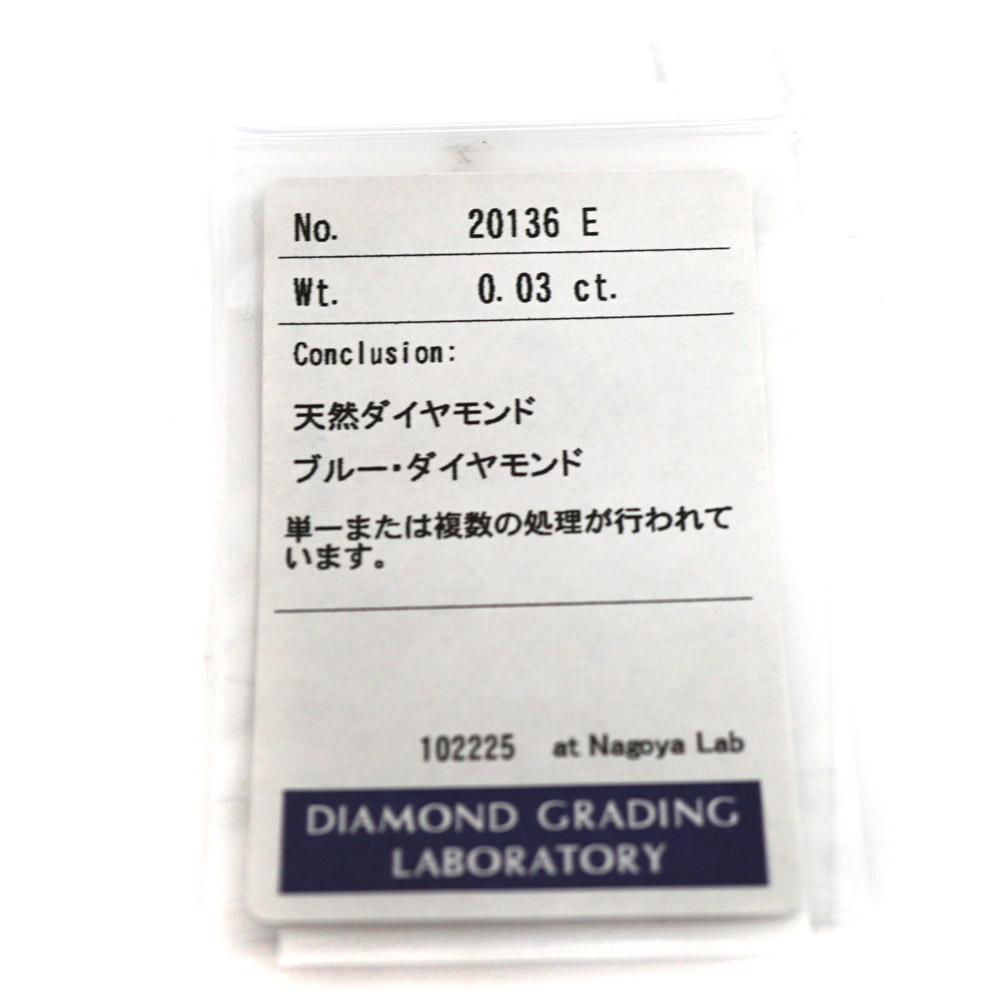 No. 20136 E
Wt. 0.03 ct.
Conclusion:
天然ダイヤモンド
ブルー・ダイヤモンド
単一または複数の処理が行われて
います。
102225 at Nagoya Lab
DIAMOND GRADING
LABORATORY